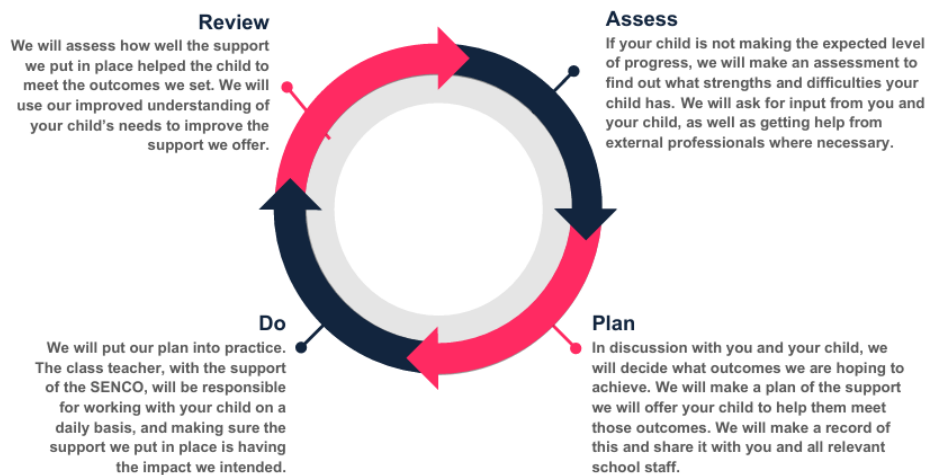 Review
We will assess how well the support
we put in place helped the child to
meet the outcomes we set. We will
use our improved understanding of
your child's needs to improve the
support we offer.
Assess
If your child is not making the expected level
of progress, we will make an assessment to
find out what strengths and difficulties your
child has. We will ask for input from you and
your child, as well as getting help from
external professionals where necessary.
Do
We will put our plan into practice.
The class teacher, with the support
of the SENCO, will be responsible
for working with your child on a
daily basis, and making sure the
support we put in place is having
the impact we intended.
Plan
In discussion with you and your child, we
will decide what outcomes we are hoping to
achieve. We will make a plan of the support
we will offer your child to help them meet
those outcomes. We will make a record of
this and share it with you and all relevant
school staff.